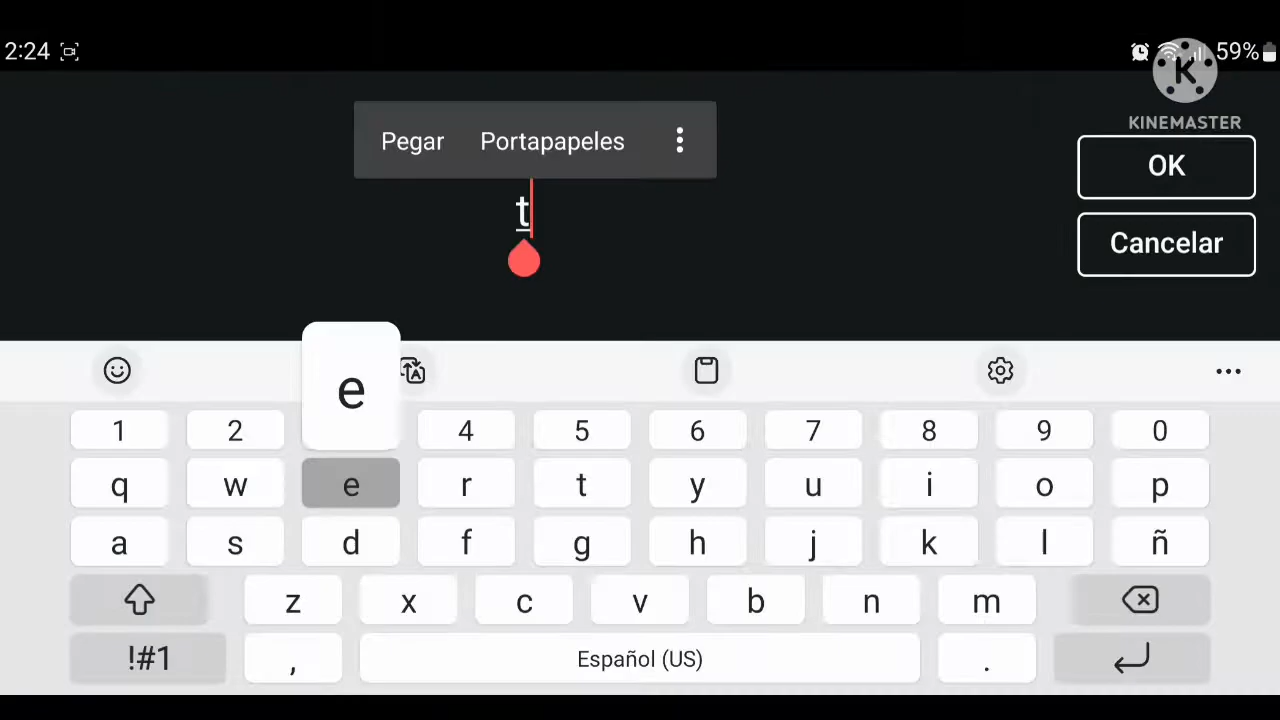 2:24 59%
KINEMASTER
Pegar Portapapeles
OK
t
Cancelar
e
1 2 4 5 6 7 8 9 0
q w e r t y u i o p
a s d f g h j k l ñ
z x c v b n m
!#1 , Español (US) .